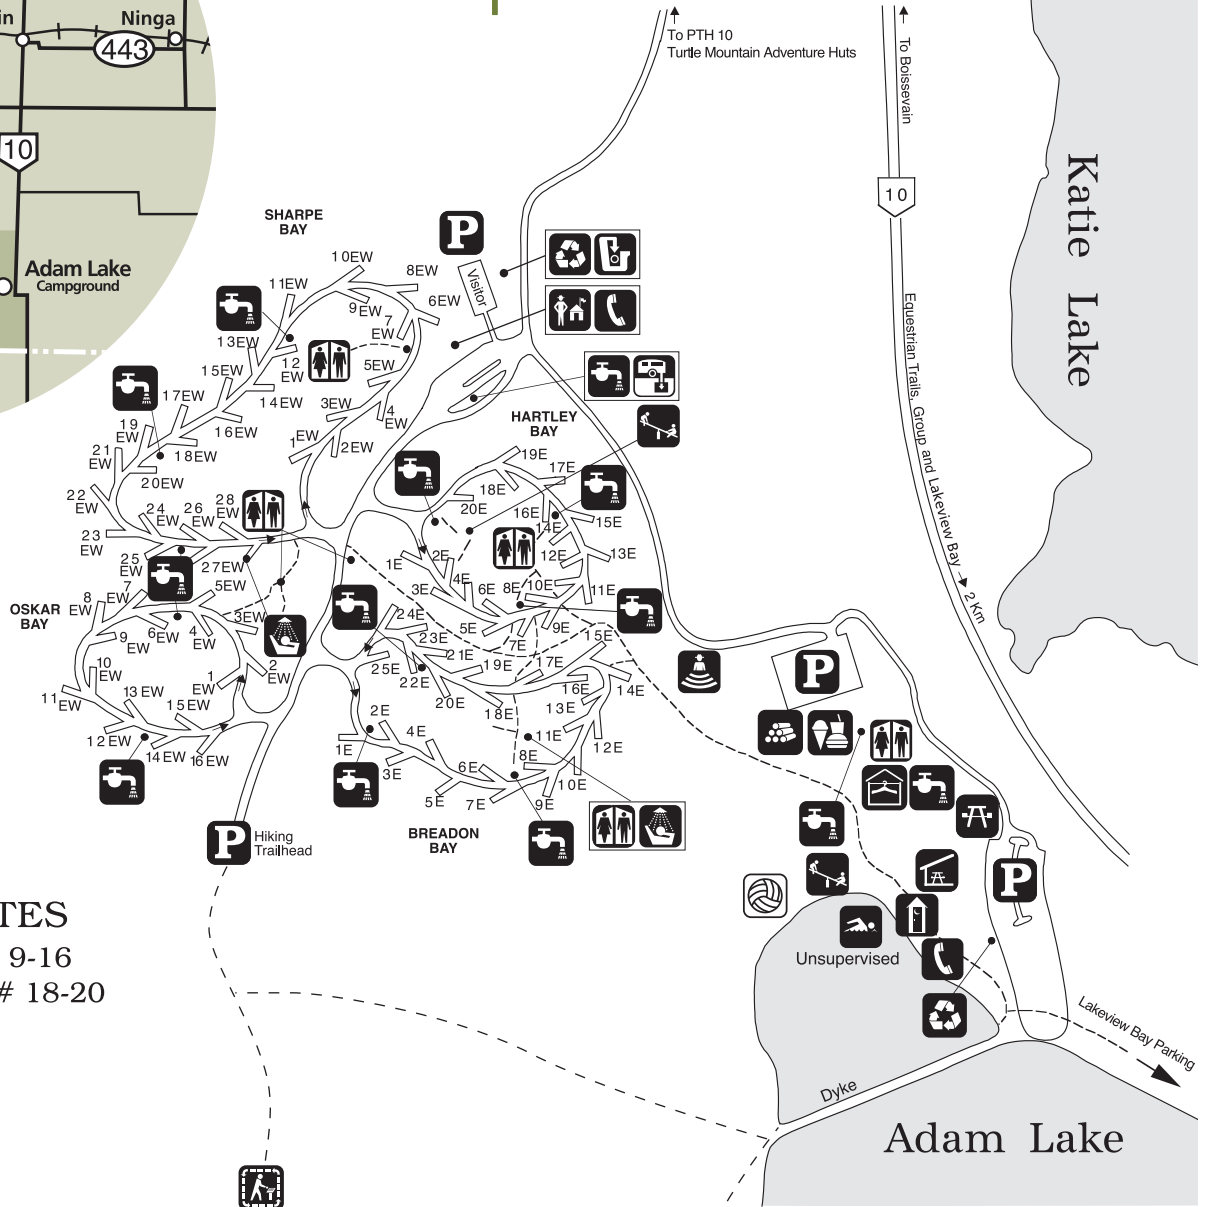 in
Ninga
443
10
Adam Lake
Campground
To PTH 10
Turtle Mountain Adventure Huts
To Boissevain
10
Katie Lake
Equestrian Trails, Group and Lakeview Bay
2 Km
SHARPE
BAY
P
Visitor
10EW
8EW
11EW
9EW
6EW
7
EW
13EW
12
EW
5EW
15EW
14EW
3EW
4
EW
17EW
16EW
1EW
2EW
19
EW
18EW
21
EW
20EW
22
EW
24
EW
26
EW
28
EW
23
EW
25
EW
27EW
HARTLEY
BAY
19E
17E
18E
20E
16E
15E
14E
13E
12E
1E
2E
4E
3E
6E
8E
10E
11E
5E
7E
9E
OSKAR
BAY
8
EW
7
EW
5EW
3EW
6EW
4
EW
9
EW
10
EW
2
EW
1
EW
11
EW
13EW
15EW
12EW
14EW
16EW
24E
23E
21E
25E
22E
19E
17E
15E
20E
18E
16E
14E
13E
2E
4E
11E
12E
1E
3E
6E
8E
5E
7E
9E
10E
BREADON
BAY
P
Hiking
Trailhead
P
P
TES
9-16
# 18-20
Unsupervised
Lakeview Bay Parking
Dyke
Adam Lake